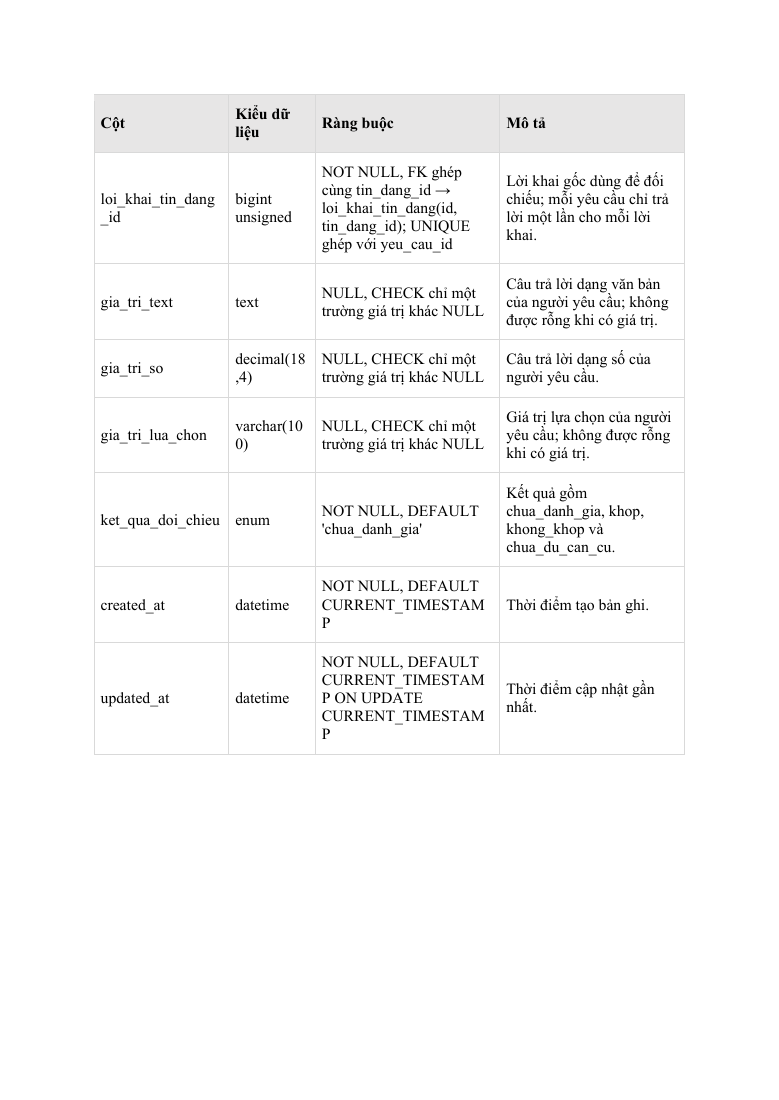 Cột
Kiểu dữ
liệu
Ràng buộc
Mô tả
loi_khai_tin_dang
_id
bigint
unsigned
NOT NULL, FK ghép
cùng tin_dang_id →
loi_khai_tin_dang(id,
tin_dang_id); UNIQUE
ghép với yeu_cau_id
Lời khai gốc dùng để đối
chiếu; mỗi yêu cầu chỉ trả
lời một lần cho mỗi lời
khai.
gia_tri_text
text
NULL, CHECK chỉ một
trường giá trị khác NULL
Câu trả lời dạng văn bản
của người yêu cầu; không
được rỗng khi có giá trị.
gia_tri_so
decimal(18
,4)
NULL, CHECK chỉ một
trường giá trị khác NULL
Câu trả lời dạng số của
người yêu cầu.
gia_tri_lua_chon
varchar(10
0)
NULL, CHECK chỉ một
trường giá trị khác NULL
Giá trị lựa chọn của người
yêu cầu; không được rỗng
khi có giá trị.
ket_qua_doi_chieu
enum
NOT NULL, DEFAULT
'chua_danh_gia'
Kết quả gồm
chua_danh_gia, khop,
khong_khop và
chua_du_can_cu.
created_at
datetime
NOT NULL, DEFAULT
CURRENT_TIMESTAM
P
Thời điểm tạo bản ghi.
updated_at
datetime
NOT NULL, DEFAULT
CURRENT_TIMESTAM
P ON UPDATE
CURRENT_TIMESTAM
P
Thời điểm cập nhật gần
nhất.